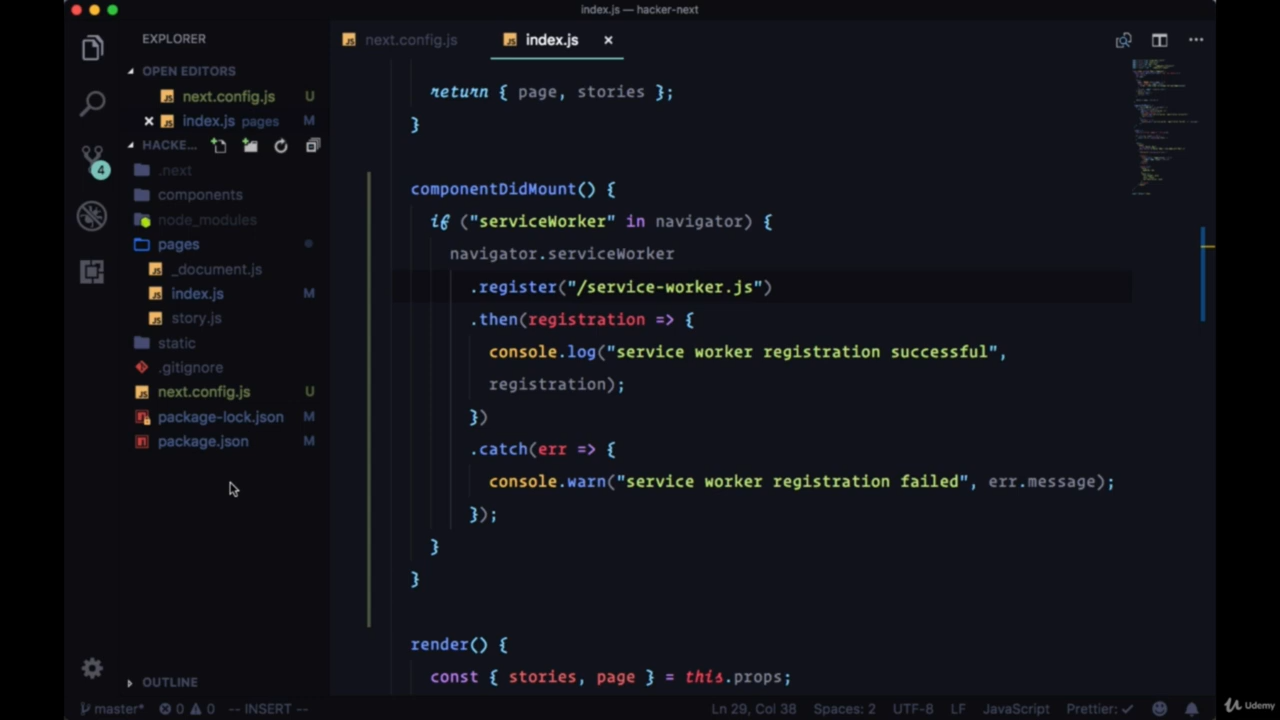 index.js — hacker-next
EXPLORER
next.config.js
index.js
OPEN EDITORS
next.config.js U
index.js pages M
HACKE...
.next
components
node_modules
pages
_document.js
index.js M
story.js
static
.gitignore
next.config.js U
package-lock.json M
package.json M
OUTLINE
4
return { page, stories };
}
componentDidMount() {
if ("serviceWorker" in navigator) {
navigator.serviceWorker
.register("/service-worker.js")
.then(registration => {
console.log("service worker registration successful",
registration);
})
.catch(err => {
console.warn("service worker registration failed", err.message);
});
}
}
render() {
const { stories, page } = this.props;
master* 0 0 -- INSERT -- Ln 29, Col 38 Spaces: 2 UTF-8 LF JavaScript Prettier: ✓
Udemy